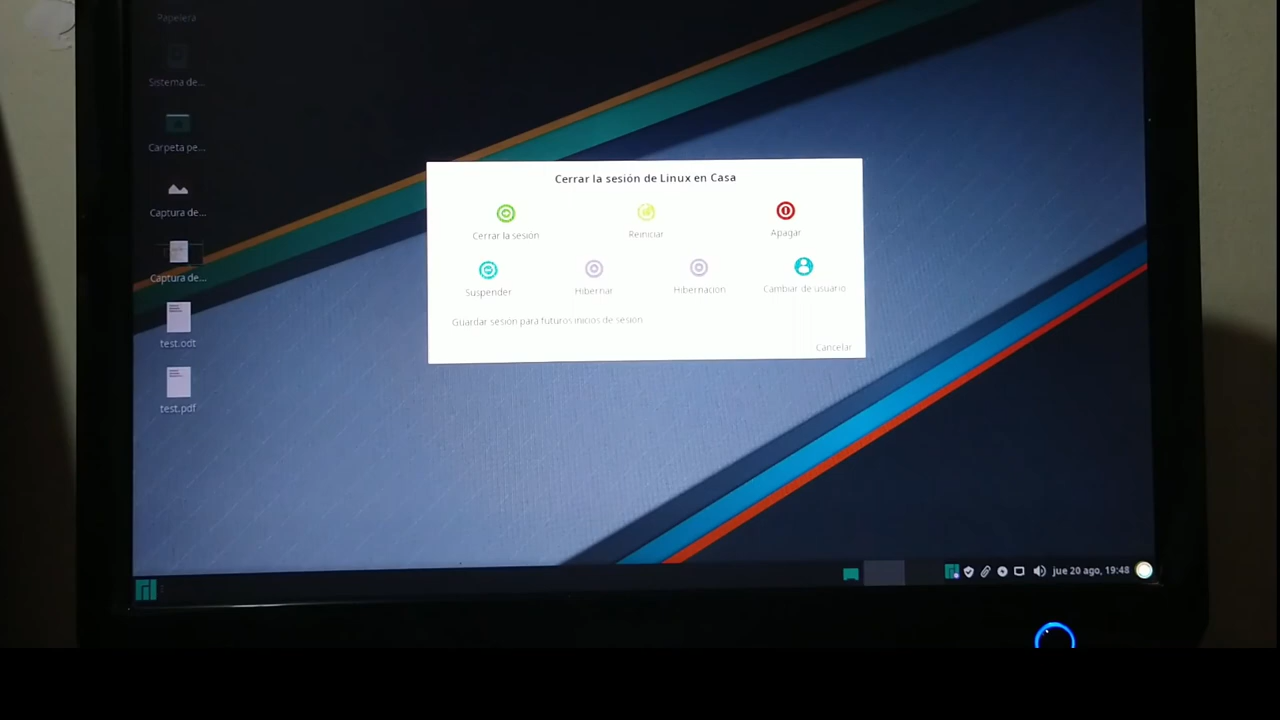 Papelera
Sistema de...
Carpeta pe...
Captura de...
Captura de...
test.odt
test.pdf
Cerrar la sesión de Linux en Casa
Cerrar la sesión
Reiniciar
Apagar
Suspender
Hibernar
Hibernación
Cambiar de usuario
Guardar sesión para futuros inicios de sesión
Cancelar
jue 20 ago, 19:48